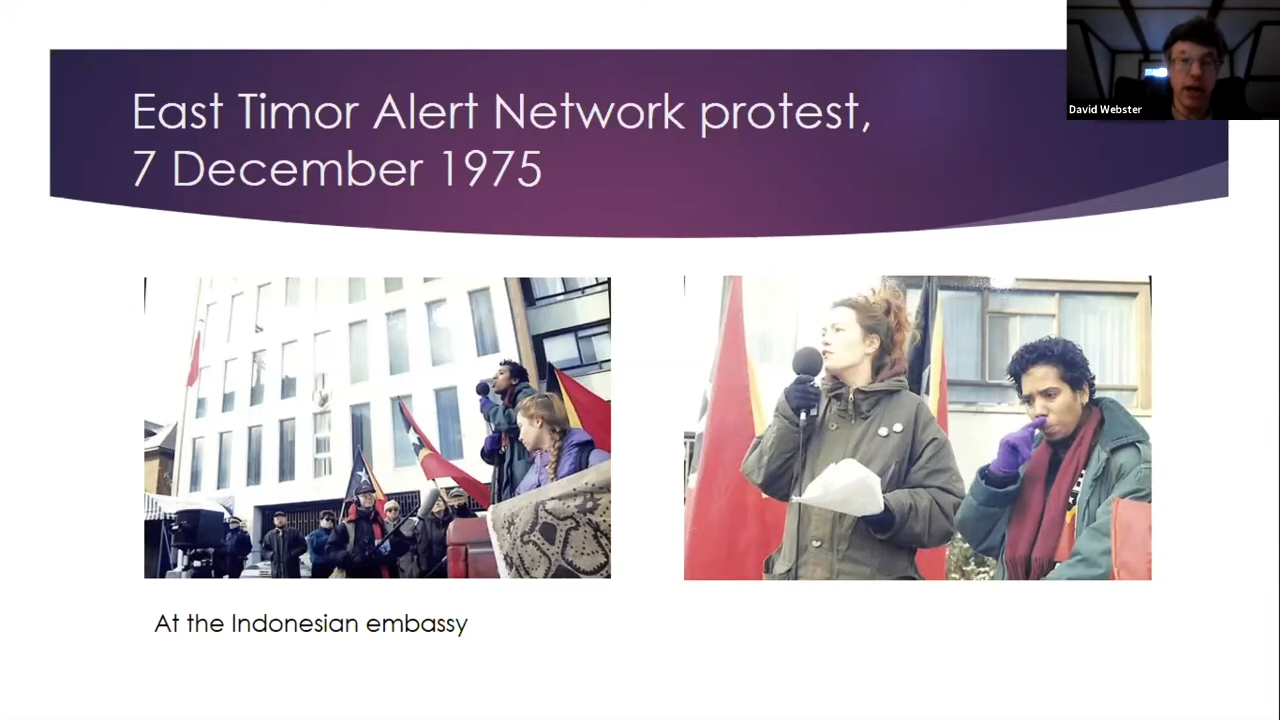 East Timor Alert Network protest,
7 December 1975
David Webster
At the Indonesian embassy